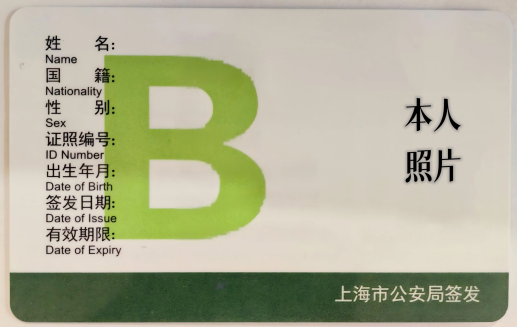 姓 名:
Name
国 籍:
Nationality
性 别:
Sex
证照编号:
ID Number
出生年月:
Date of Birth
签发日期:
Date of Issue
有效期限:
Date of Expiry
B
本人
照片
上海市公安局签发